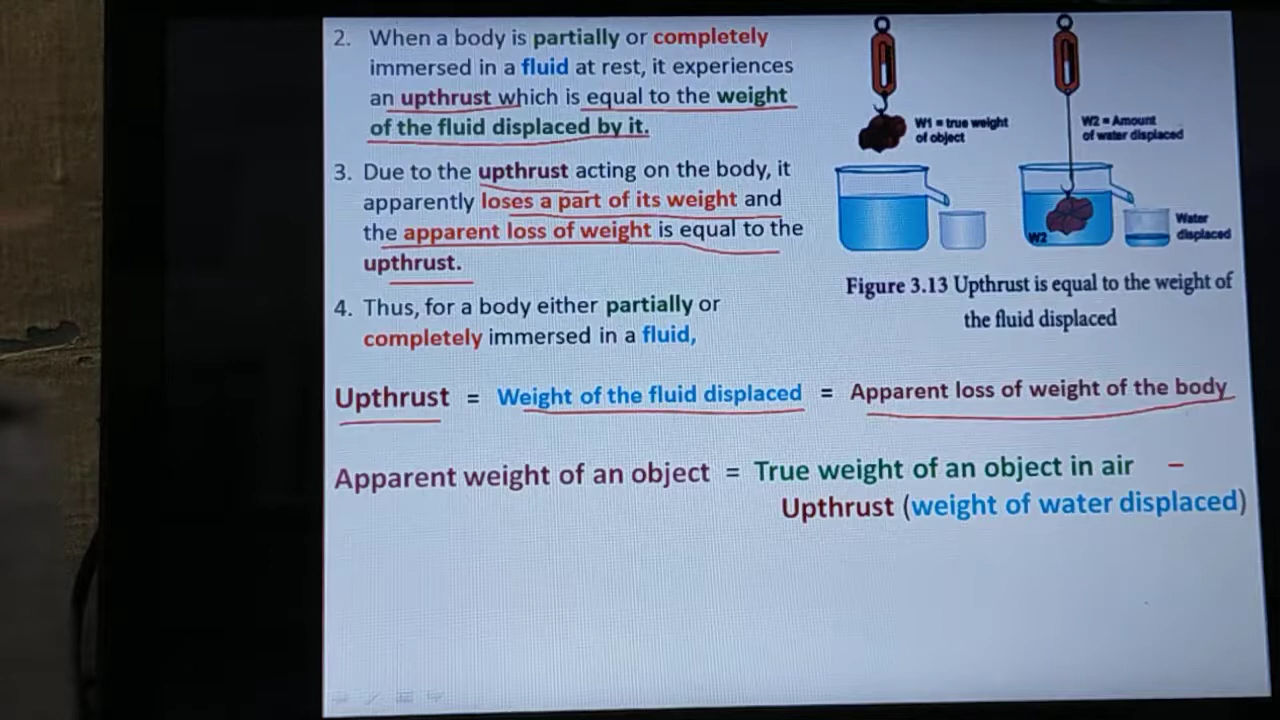 2. When a body is partially or completely
immersed in a fluid at rest, it experiences
an upthrust which is equal to the weight
of the fluid displaced by it.
3. Due to the upthrust acting on the body, it
apparently loses a part of its weight and
the apparent loss of weight is equal to the
upthrust.
4. Thus, for a body either partially or
completely immersed in a fluid,
W1 = true weight
of object
W2 = Amount
of water displaced
W2
Water
displaced
Figure 3.13 Upthrust is equal to the weight of
the fluid displaced
Upthrust = Weight of the fluid displaced = Apparent loss of weight of the body
Apparent weight of an object = True weight of an object in air –
Upthrust (weight of water displaced)